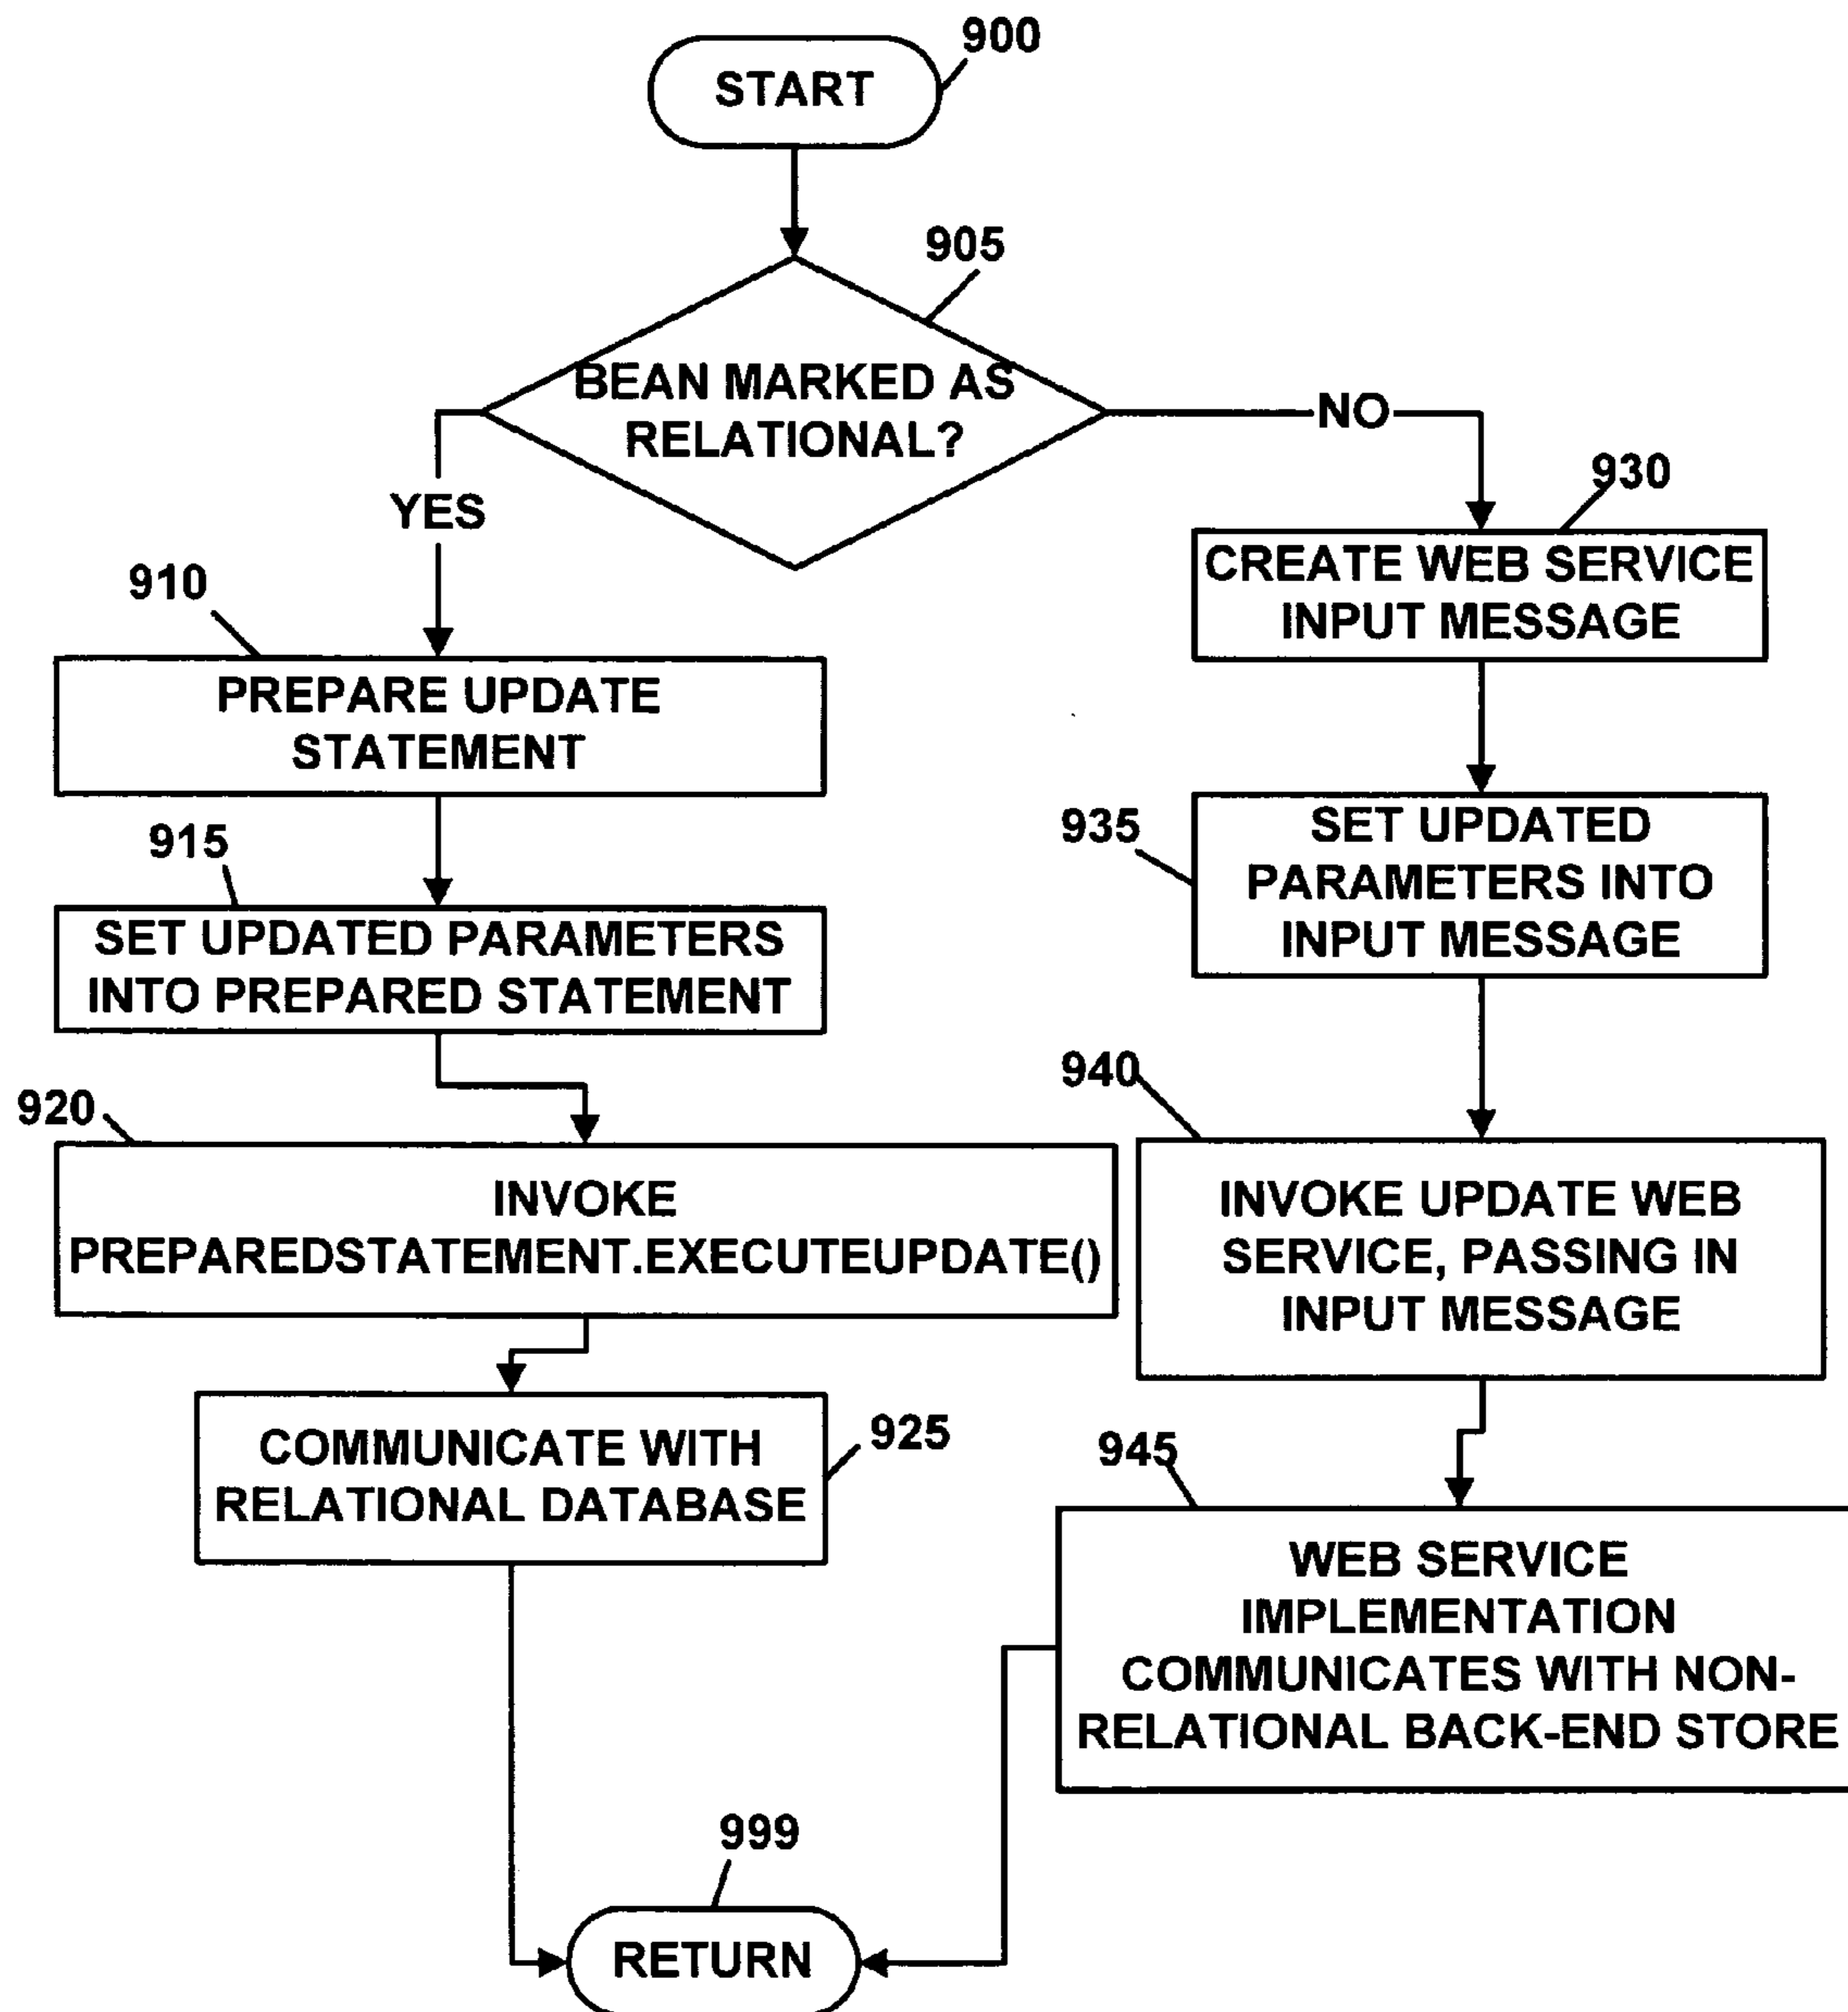 900
START
905
BEAN MARKED AS
RELATIONAL?
NO
YES
910
PREPARE UPDATE
STATEMENT
915
SET UPDATED PARAMETERS
INTO PREPARED STATEMENT
920
INVOKE
PREPAREDSTATEMENT.EXECUTEUPDATE()
COMMUNICATE WITH
RELATIONAL DATABASE
925
930
CREATE WEB SERVICE
INPUT MESSAGE
935
SET UPDATED
PARAMETERS INTO
INPUT MESSAGE
940
INVOKE UPDATE WEB
SERVICE, PASSING IN
INPUT MESSAGE
945
WEB SERVICE
IMPLEMENTATION
COMMUNICATES WITH NON-
RELATIONAL BACK-END STORE
999
RETURN